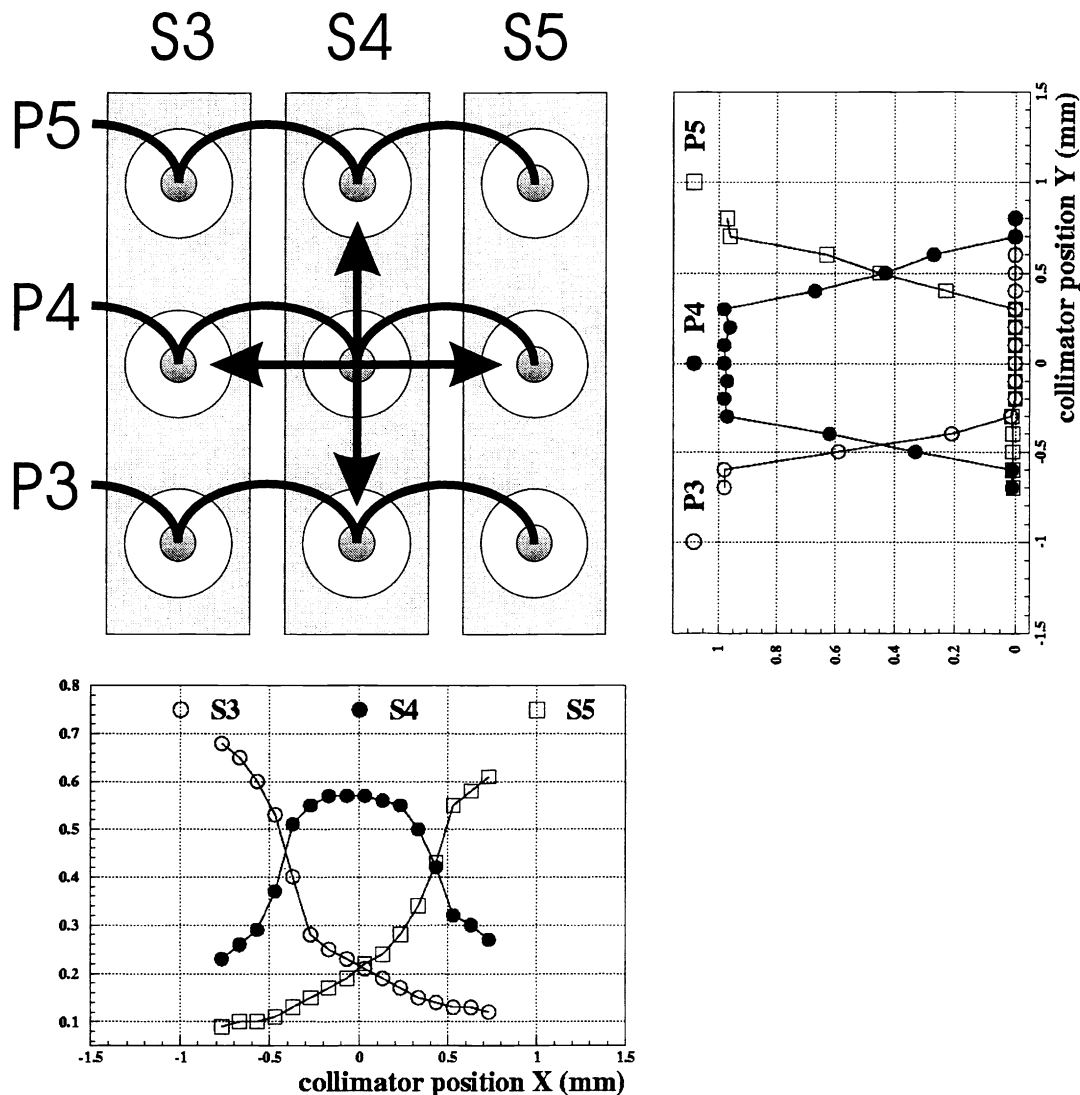 S3 S4 S5
P5
P4
P3
P3 P4 P5
-1.5 -1 -0.5 0 0.5 1 1.5
collimator position Y (mm)
1 0.8 0.6 0.4 0.2 0
0.8
0.7
0.6
0.5
0.4
0.3
0.2
0.1
S3 S4 S5
-1.5 -1 -0.5 0 0.5 1 1.5
collimator position X (mm)